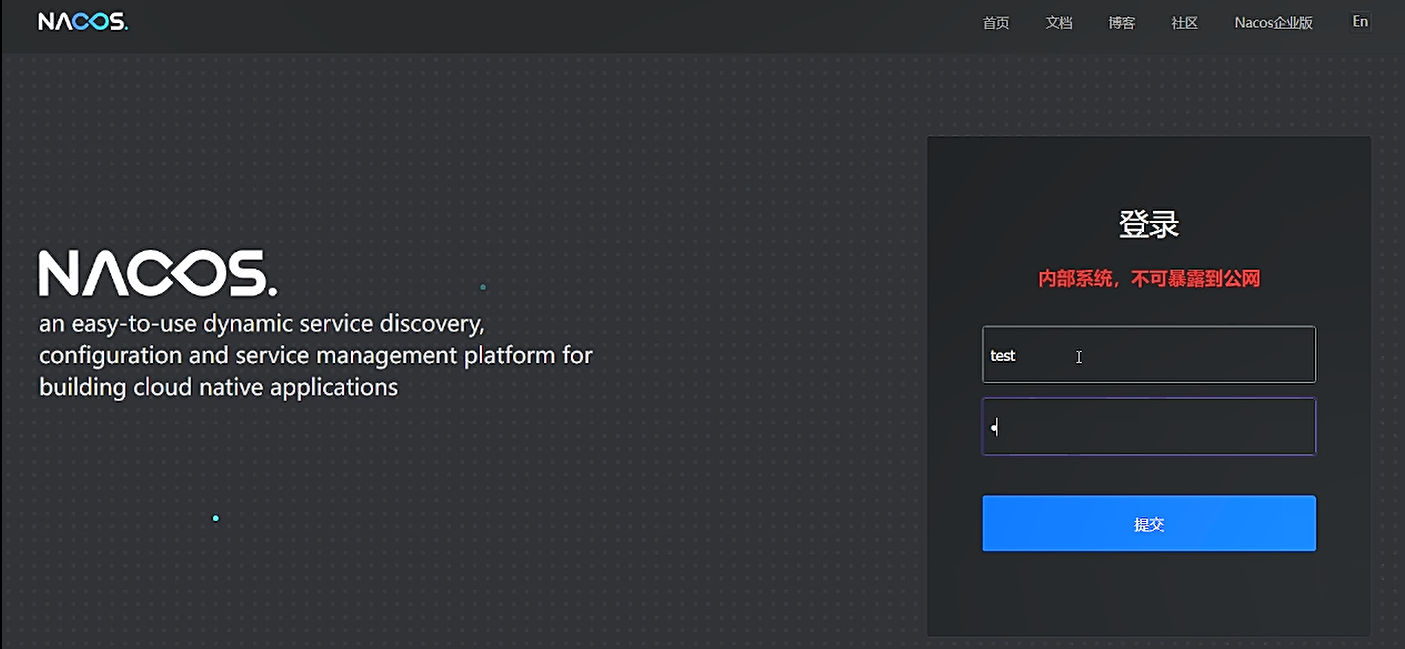 NACOS.
首页 文档 博客 社区 Nacos企业版 En
登录
内部系统，不可暴露到公网
NACOS.
an easy-to-use dynamic service discovery,
configuration and service management platform for
building cloud native applications
test
提交